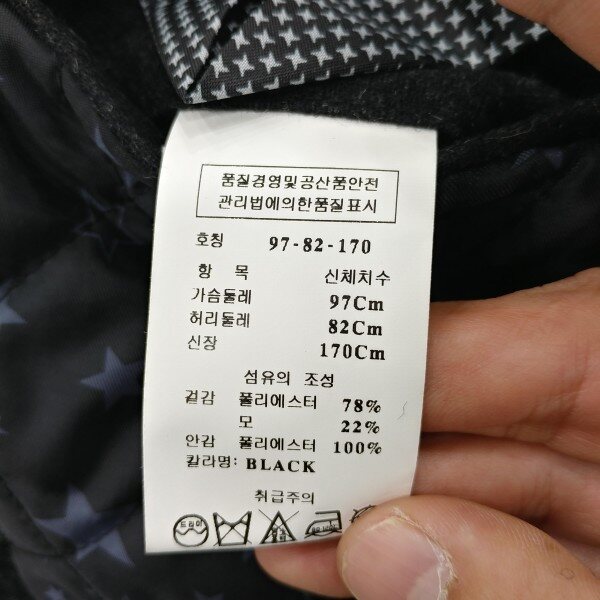 품질경영및공산품안전
관리법에의한품질표시
호칭 97-82-170
항 목 신체치수
가슴둘레 97Cm
허리둘레 82Cm
신장 170Cm
섬유의 조성
겉감 폴리에스터 78%
모 22%
안감 폴리에스터 100%
칼라명: BLACK
취급주의
드라이